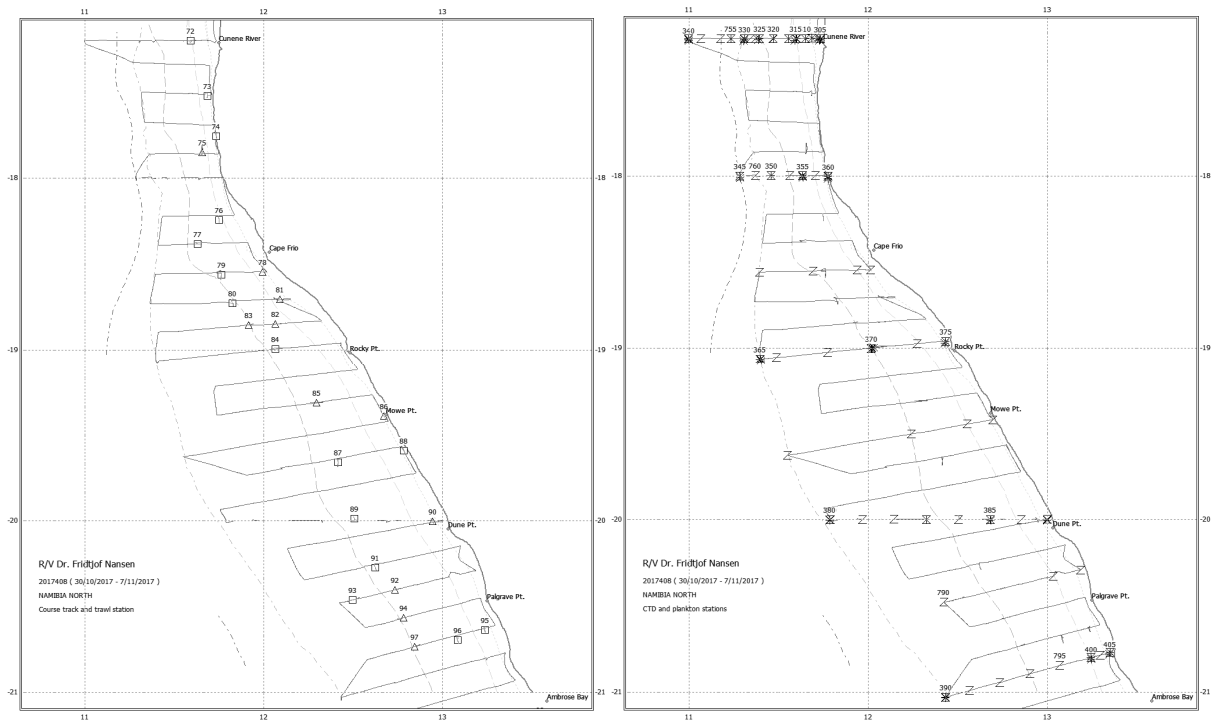 11 12 13
72
Cunene River
73
74
75
-18 -18
76
77
Cape Frio
79 78
80 81
83 82
84
-19 Rocky Pt. -19
85
86
Mowe Pt.
88
87
89 90
-20 Dune Pt. -20
R/V Dr. Fridtjof Nansen
2017408 ( 30/10/2017 - 7/11/2017 )
NAMIBIA NORTH
Course track and trawl station
91
92
93
Palgrave Pt.
94
95
96
97
-21 -21
Ambrose Bay
11 12 13
11 12 13
340 755 330 325 320 315 10 305
Cunene River
-18 345 760 350 355 360 -18
Cape Frio
375
370
365
-19 Rocky Pt. -19
Mowe Pt.
380 385
-20 Dune Pt. -20
R/V Dr. Fridtjof Nansen
2017408 ( 30/10/2017 - 7/11/2017 )
NAMIBIA NORTH
CTD and plankton stations
790
Palgrave Pt.
405
400
795
390
-21 -21
Ambrose Bay
11 12 13